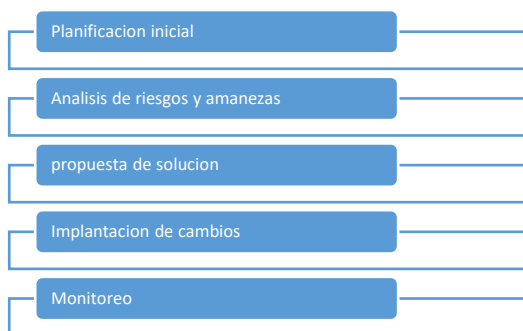 Planificacion inicial
Analisis de riesgos y amanezas
propuesta de solucion
Implantacion de cambios
Monitoreo